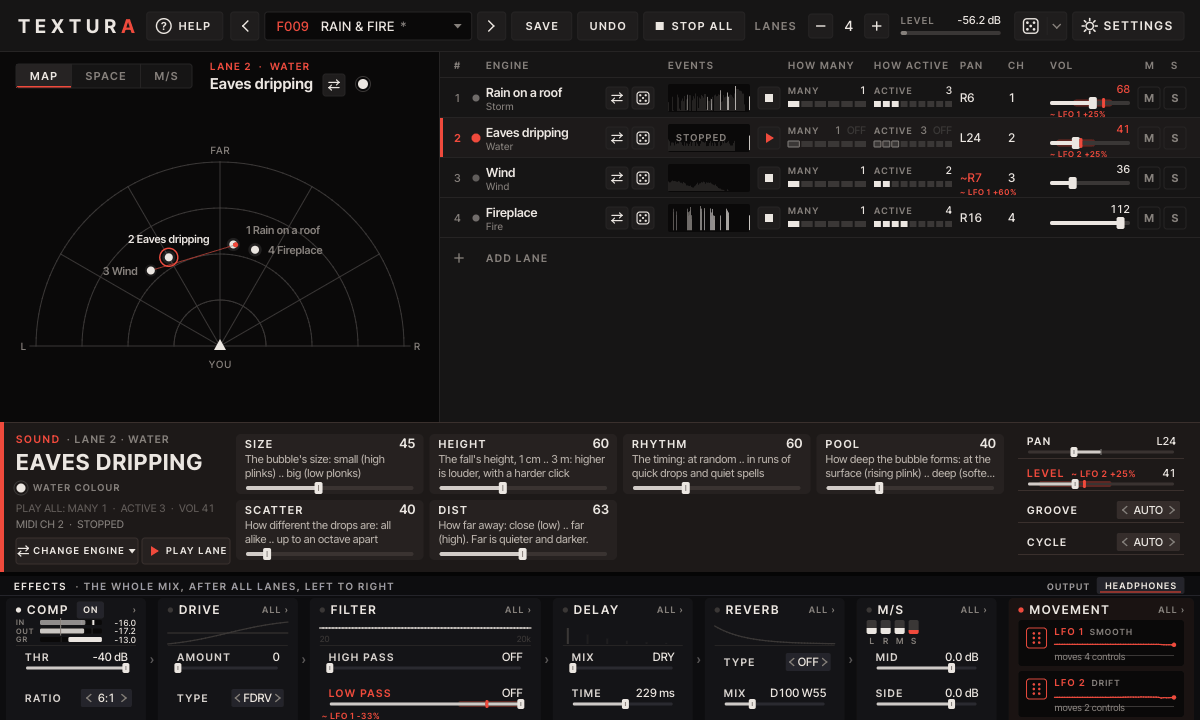 TEXTURA
HELP
F009 RAIN & FIRE *
SAVE
UNDO
STOP ALL
LANES
4
LEVEL -56.2 dB
SETTINGS
MAP SPACE M/S
LANE 2 · WATER
Eaves dripping
FAR
1 Rain on a roof
2 Eaves dripping
4 Fireplace
3 Wind
L
R
YOU
# ENGINE EVENTS HOW MANY HOW ACTIVE PAN CH VOL M S
1 Rain on a roof MANY 1 ACTIVE 3 R6 1 68 M S
Storm
~ LFO 1 +25%
2 Eaves dripping STOPPED MANY 1 OFF ACTIVE 3 OFF L24 2 41 M S
Water
~ LFO 2 +25%
3 Wind MANY 1 ACTIVE 2 ~R7 3 36 M S
Wind
~ LFO 1 +60%
4 Fireplace MANY 1 ACTIVE 4 R16 4 112 M S
Fire
+ ADD LANE
SOUND · LANE 2 · WATER
EAVES DRIPPING
WATER COLOUR
PLAY ALL: MANY 1 · ACTIVE 3 · VOL 41
MIDI CH 2 · STOPPED
CHANGE ENGINE
PLAY LANE
SIZE 45
The bubble's size: small (high
plinks) .. big (low plonks)
HEIGHT 60
The fall's height, 1 cm .. 3 m: higher
is louder, with a harder click
RHYTHM 60
The timing: at random .. in runs of
quick drops and quiet spells
POOL 40
How deep the bubble forms: at the
surface (rising plink) .. deep (softe...
SCATTER 40
How different the drops are: all
alike .. up to an octave apart
DIST 63
How far away: close (low) .. far
(high). Far is quieter and darker.
PAN L24
LEVEL ~ LFO 2 +25% 41
GROOVE < AUTO >
CYCLE < AUTO >
EFFECTS · THE WHOLE MIX, AFTER ALL LANES, LEFT TO RIGHT
OUTPUT HEADPHONES
COMP ON ›
IN -16.0
OUT -17.2
GR -13.0
THR -40 dB
RATIO < 6:1 >
DRIVE ALL ›
AMOUNT 0
TYPE < FDRV >
FILTER ALL ›
20 20k
HIGH PASS OFF
LOW PASS OFF
~ LFO 1 -33%
DELAY ALL ›
MIX DRY
TIME 229 ms
REVERB ALL ›
TYPE < OFF >
MIX D100 W55
M/S ALL ›
L R M S
MID 0.0 dB
SIDE 0.0 dB
MOVEMENT ALL ›
LFO 1 SMOOTH
moves 4 controls
LFO 2 DRIFT
moves 2 controls